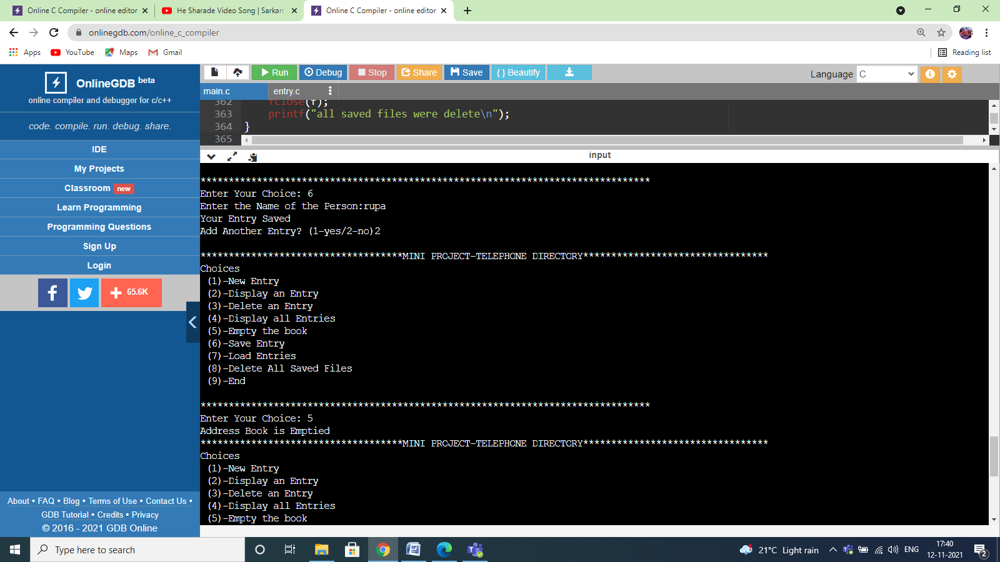 Online C Compiler - online editor
He Sharade Video Song | Sarkari
Online C Compiler - online editor
onlinegdb.com/online_c_compiler
Apps YouTube Maps Gmail Reading list
OnlineGDB beta
online compiler and debugger for c/c++
code. compile. run. debug. share.
IDE
My Projects
Classroom new
Learn Programming
Programming Questions
Sign Up
Login
f + 65.6K
About • FAQ • Blog • Terms of Use • Contact Us •
GDB Tutorial • Credits • Privacy
© 2016 - 2021 GDB Online
Run Debug Stop Share Save { } Beautify Language C
main.c entry.c
362 fclose(f);
363 printf("all saved files were delete\n");
364 }
365
input
********************************************************************************
Enter Your Choice: 6
Enter the Name of the Person:rupa
Your Entry Saved
Add Another Entry? (1-yes/2-no)2
************************************MINI PROJECT-TELEPHONE DIRECTORY*********************************
Choices
(1)-New Entry
(2)-Display an Entry
(3)-Delete an Entry
(4)-Display all Entries
(5)-Empty the book
(6)-Save Entry
(7)-Load Entries
(8)-Delete All Saved Files
(9)-End
********************************************************************************
Enter Your Choice: 5
Address Book is Emptied
************************************MINI PROJECT-TELEPHONE DIRECTORY*********************************
Choices
(1)-New Entry
(2)-Display an Entry
(3)-Delete an Entry
(4)-Display all Entries
(5)-Empty the book
Type here to search
21°C Light rain
ENG
17:40
12-11-2021
2